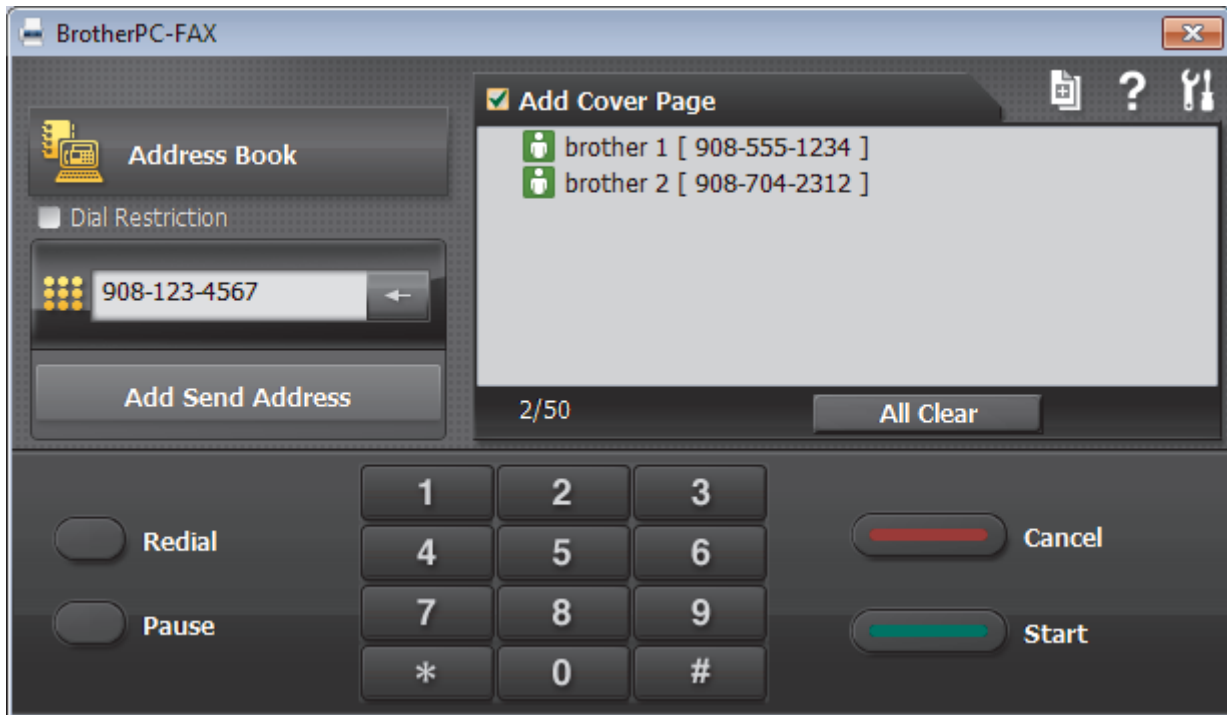 BrotherPC-FAX
Address Book
Dial Restriction
908-123-4567
Add Send Address
Add Cover Page
?
brother 1 [ 908-555-1234 ]
brother 2 [ 908-704-2312 ]
2/50
All Clear
Redial
Pause
1 2 3
4 5 6
7 8 9
* 0 #
Cancel
Start